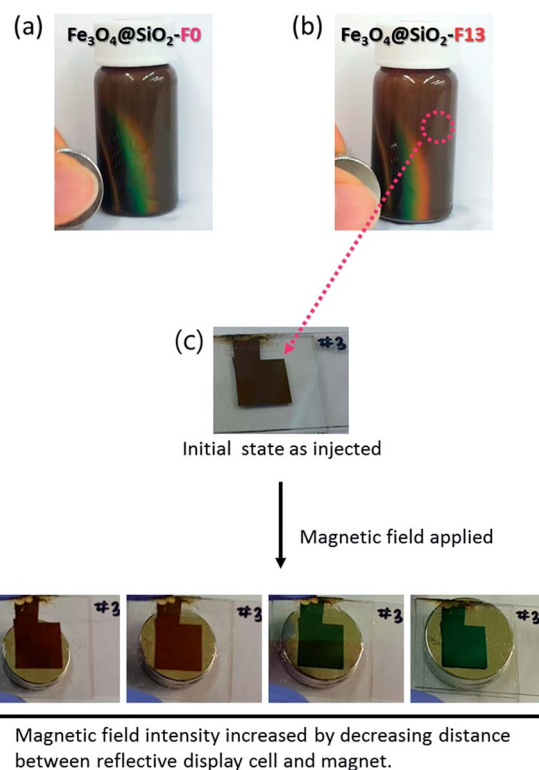 (a)
Fe₃O₄@SiO₂-F0
(b)
Fe₃O₄@SiO₂-F13
(c)
#3
Initial state as injected
Magnetic field applied
#3
#3
#3
#3
Magnetic field intensity increased by decreasing distance
between reflective display cell and magnet.